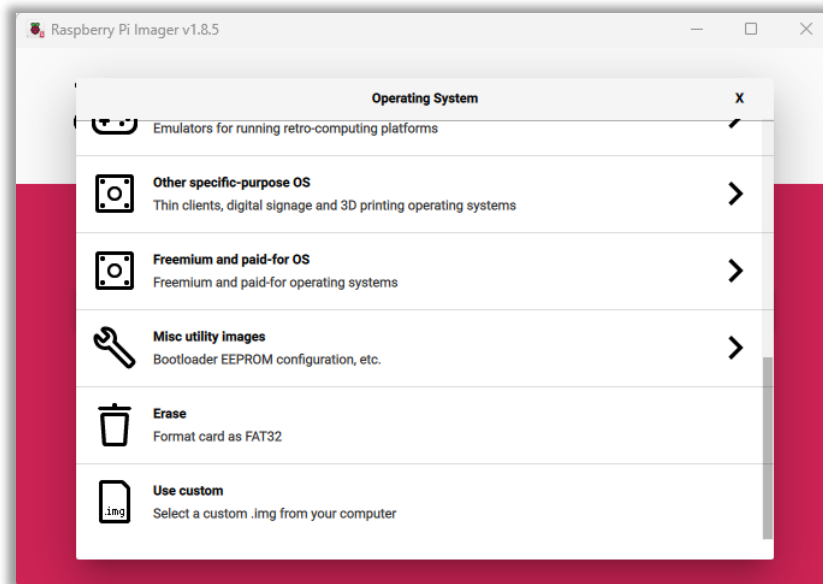 Raspberry Pi Imager v1.8.5
Operating System
X
Emulators for running retro-computing platforms
Other specific-purpose OS
Thin clients, digital signage and 3D printing operating systems
Freemium and paid-for OS
Freemium and paid-for operating systems
Misc utility images
Bootloader EEPROM configuration, etc.
Erase
Format card as FAT32
Use custom
.img
Select a custom .img from your computer